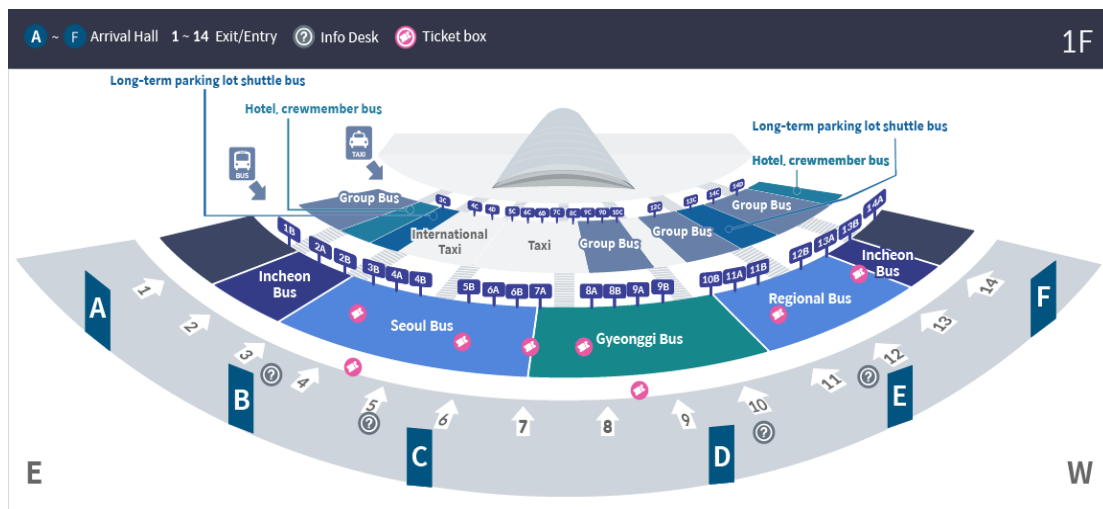 A ~ F Arrival Hall 1 ~ 14 Exit/Entry ? Info Desk Ticket box
1F
Long-term parking lot shuttle bus
Hotel, crewmember bus
BUS
TAXI
Long-term parking lot shuttle bus
Hotel, crewmember bus
Group Bus
International
Taxi
Taxi
Group Bus
Group Bus
Group Bus
3C 4C 4D 5C 6C 6D 7C 8C 9C 9D 10C 12C 13C 14C 14D
1B 2A 2B 3B 4A 4B 5B 6A 6B 7A 8A 8B 9A 9B 10B 11A 11B 12B 13A 13B 14A
Incheon
Bus
Seoul Bus
Gyeonggi Bus
Regional Bus
Incheon
Bus
1 2 3 4 5 6 7 8 9 10 11 12 13 14
? ? ? ?
A B C D E F
E
W